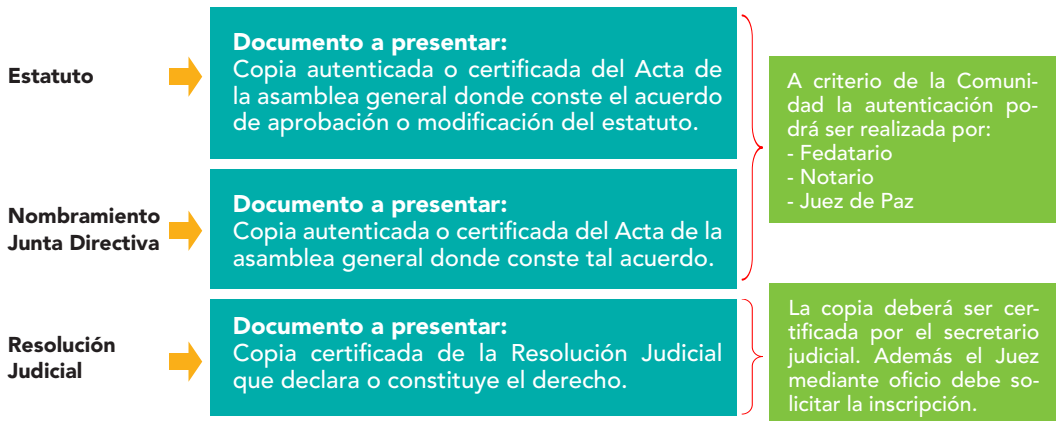 Estatuto
Documento a presentar:
Copia autenticada o certificada del Acta de
la asamblea general donde conste el acuerdo
de aprobación o modificación del estatuto.
Nombramiento
Junta Directiva
Documento a presentar:
Copia autenticada o certificada del Acta de la
asamblea general donde conste tal acuerdo.
A criterio de la Comuni-
dad la autenticación po-
drá ser realizada por:
- Fedatario
- Notario
- Juez de Paz
Resolución
Judicial
Documento a presentar:
Copia certificada de la Resolución Judicial
que declara o constituye el derecho.
La copia deberá ser cer-
tificada por el secretario
judicial. Además el Juez
mediante oficio debe so-
licitar la inscripción.